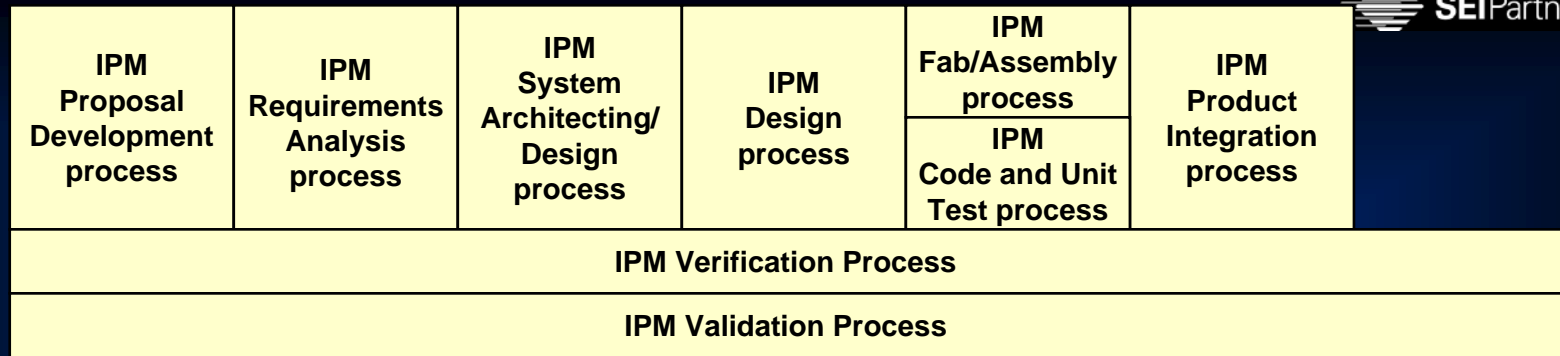 SEIPartn
IPM
Proposal
Development
process
IPM
Requirements
Analysis
process
IPM
System
Architecting/
Design
process
IPM
Design
process
IPM
Fab/Assembly
process
IPM
Code and Unit
Test process
IPM
Product
Integration
process
IPM Verification Process
IPM Validation Process